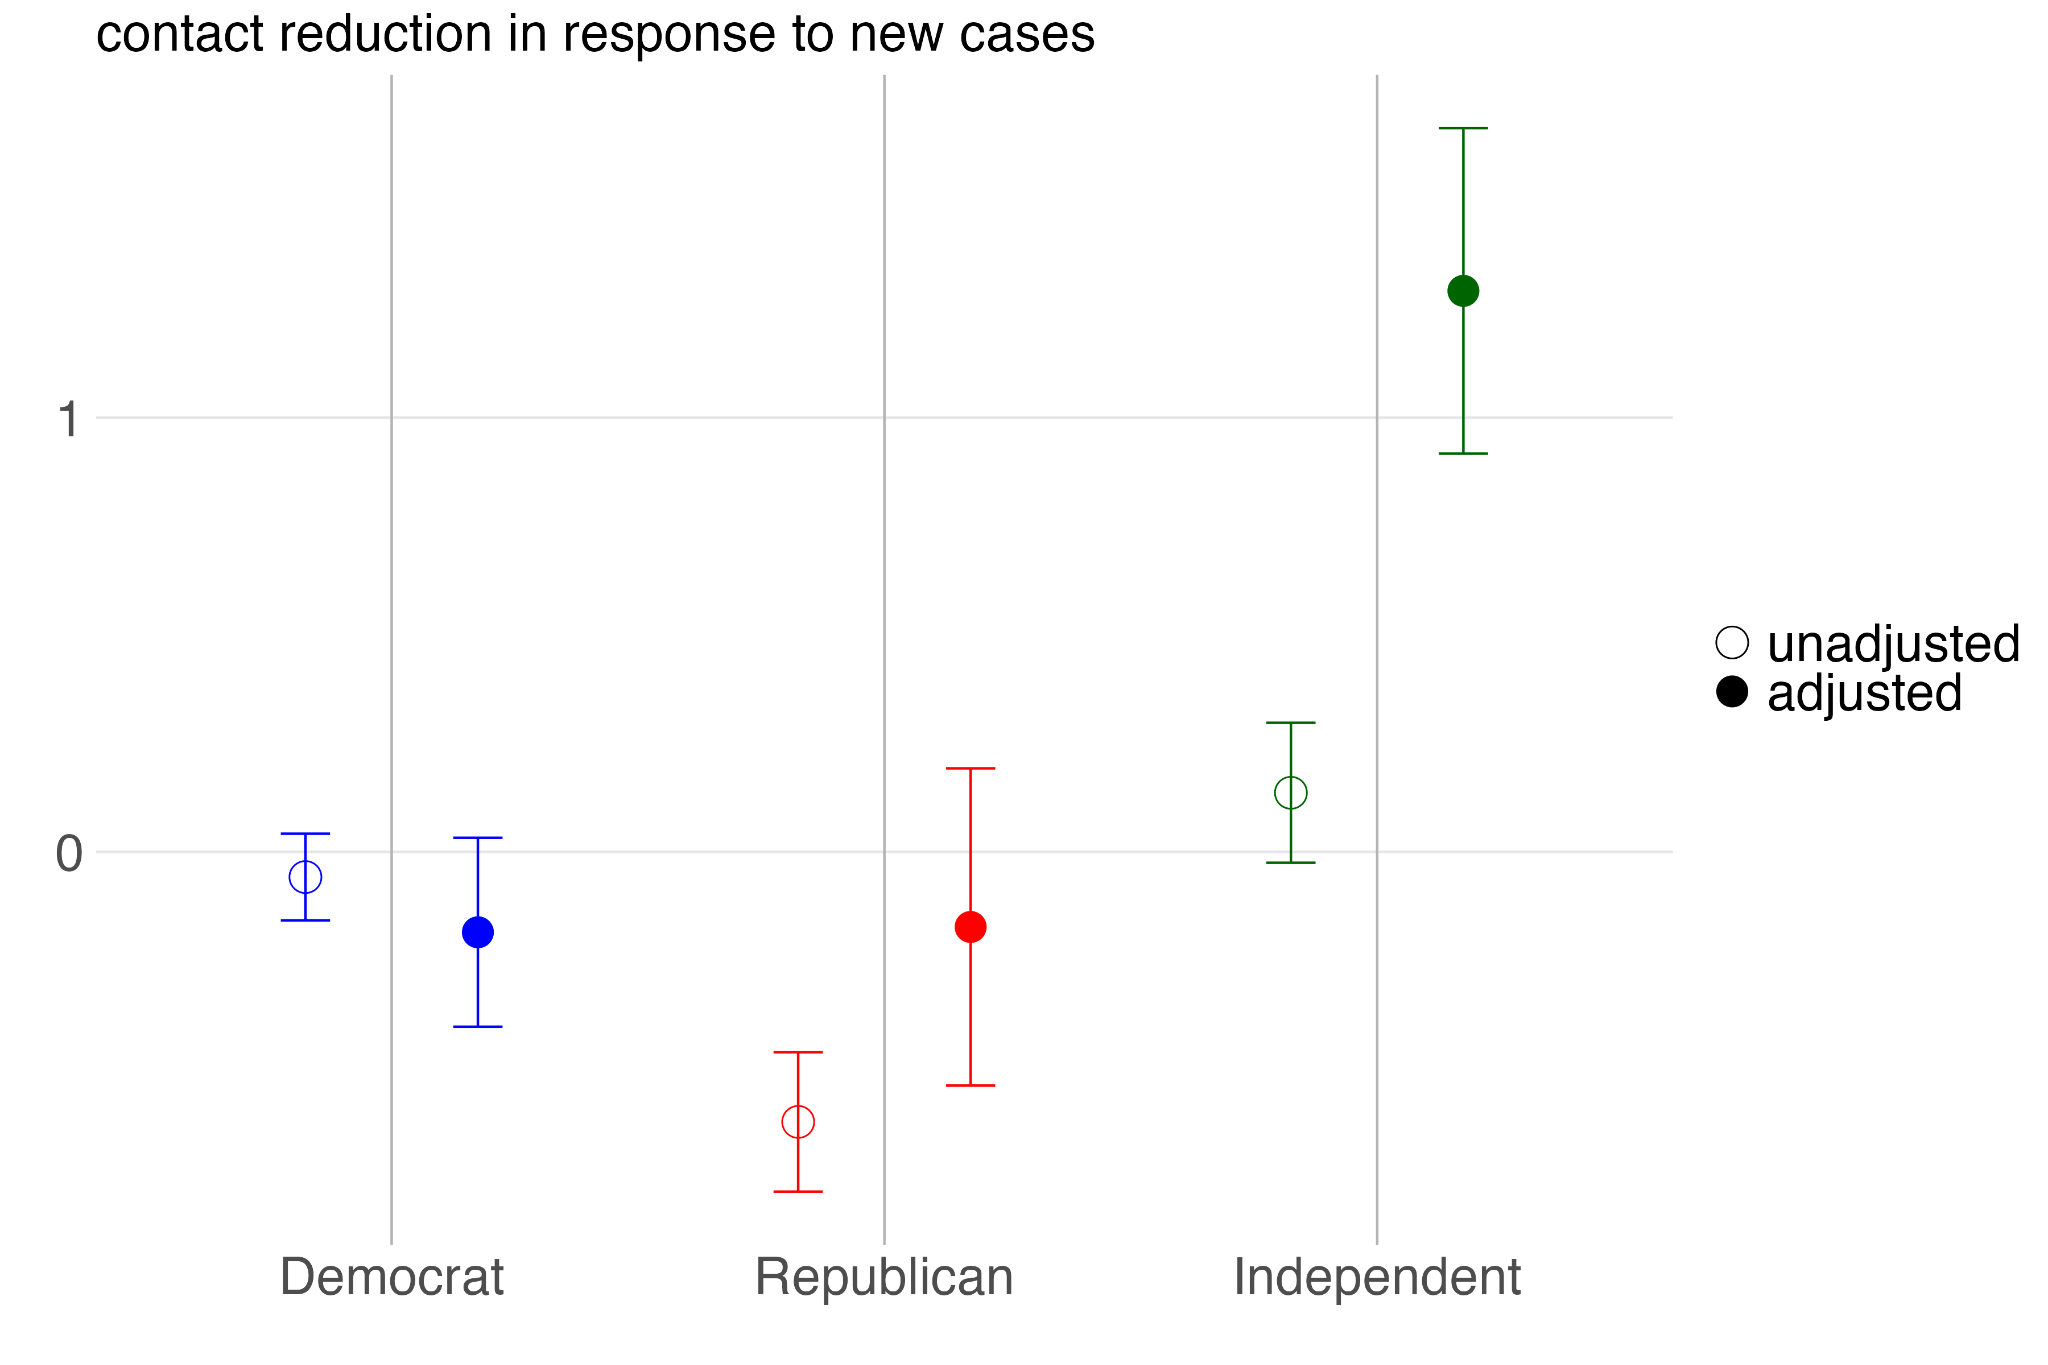 contact reduction in response to new cases
1
0
unadjusted
adjusted
Democrat Republican Independent